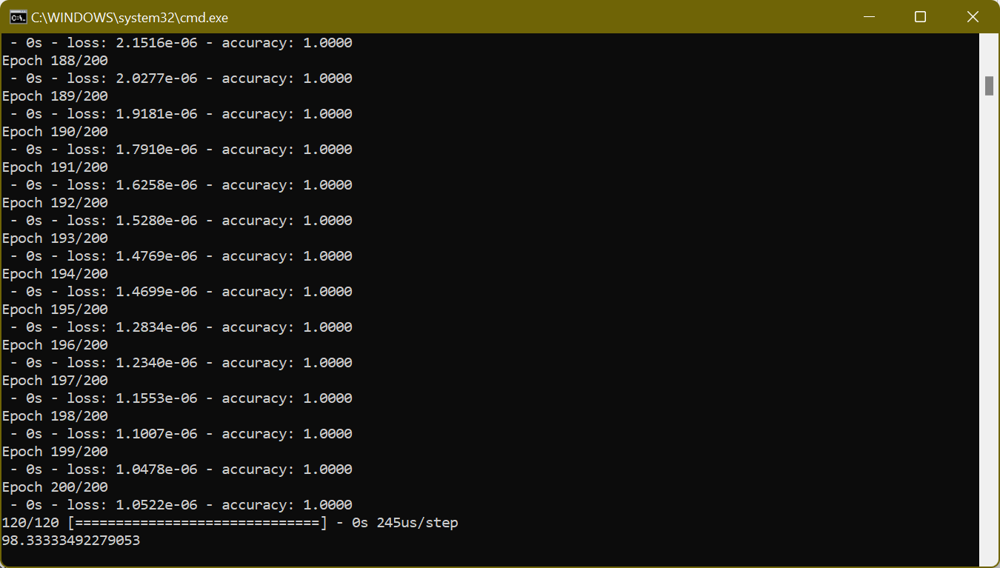 C:\WINDOWS\system32\cmd.exe
 - 0s - loss: 2.1516e-06 - accuracy: 1.0000
Epoch 188/200
 - 0s - loss: 2.0277e-06 - accuracy: 1.0000
Epoch 189/200
 - 0s - loss: 1.9181e-06 - accuracy: 1.0000
Epoch 190/200
 - 0s - loss: 1.7910e-06 - accuracy: 1.0000
Epoch 191/200
 - 0s - loss: 1.6258e-06 - accuracy: 1.0000
Epoch 192/200
 - 0s - loss: 1.5280e-06 - accuracy: 1.0000
Epoch 193/200
 - 0s - loss: 1.4769e-06 - accuracy: 1.0000
Epoch 194/200
 - 0s - loss: 1.4699e-06 - accuracy: 1.0000
Epoch 195/200
 - 0s - loss: 1.2834e-06 - accuracy: 1.0000
Epoch 196/200
 - 0s - loss: 1.2340e-06 - accuracy: 1.0000
Epoch 197/200
 - 0s - loss: 1.1553e-06 - accuracy: 1.0000
Epoch 198/200
 - 0s - loss: 1.1007e-06 - accuracy: 1.0000
Epoch 199/200
 - 0s - loss: 1.0478e-06 - accuracy: 1.0000
Epoch 200/200
 - 0s - loss: 1.0522e-06 - accuracy: 1.0000
120/120 [==============================] - 0s 245us/step
98.33333492279053